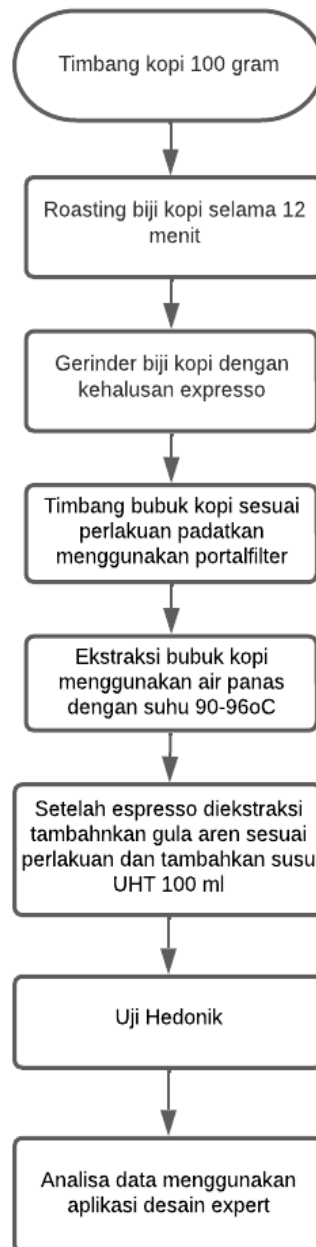 Timbang kopi 100 gram
Roasting biji kopi selama 12
menit
Gerinder biji kopi dengan
kehalusan expresso
Timbang bubuk kopi sesuai
perlakuan padatkan
menggunakan portalfilter
Ekstraksi bubuk kopi
menggunakan air panas
dengan suhu 90-96oC
Setelah espresso diekstraksi
tambahnkan gula aren sesuai
perlakuan dan tambahkan susu
UHT 100 ml
Uji Hedonik
Analisa data menggunakan
aplikasi desain expert